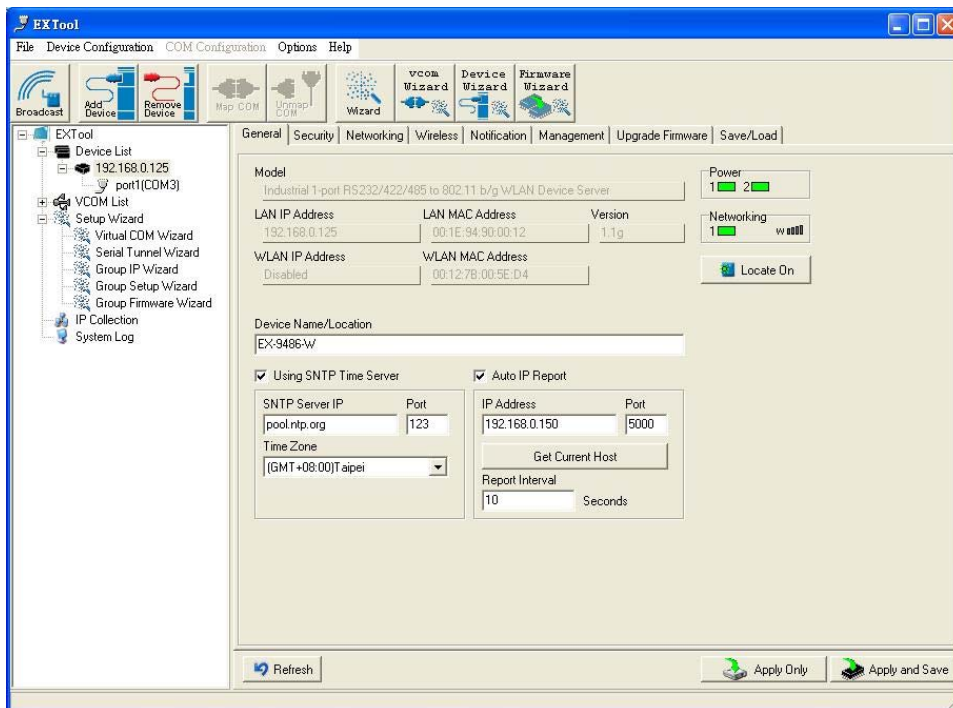 EXTool
File Device Configuration COM Configuration Options Help
Broadcast
Add Device
Remove Device
Map COM
Unmap COM
Wizard
vcom Wizard
Device Wizard
Firmware Wizard
EXTool
Device List
192.168.0.125
port1(COM3)
VCOM List
Setup Wizard
Virtual COM Wizard
Serial Tunnel Wizard
Group IP Wizard
Group Setup Wizard
Group Firmware Wizard
IP Collection
System Log
General Security Networking Wireless Notification Management Upgrade Firmware Save/Load
Model
Industrial 1-port RS232/422/485 to 802.11 b/g WLAN Device Server
LAN IP Address LAN MAC Address Version
192.168.0.125 00:1E:94:90:00:12 1.1g
WLAN IP Address WLAN MAC Address
Disabled 00:12:7B:00:5E:D4
Power
1 2
Networking
1 W
Locate On
Device Name/Location
EX-9486-W
Using SNTP Time Server
SNTP Server IP Port
pool.ntp.org 123
Time Zone
(GMT+08:00)Taipei
Auto IP Report
IP Address Port
192.168.0.150 5000
Get Current Host
Report Interval
10 Seconds
Refresh Apply Only Apply and Save